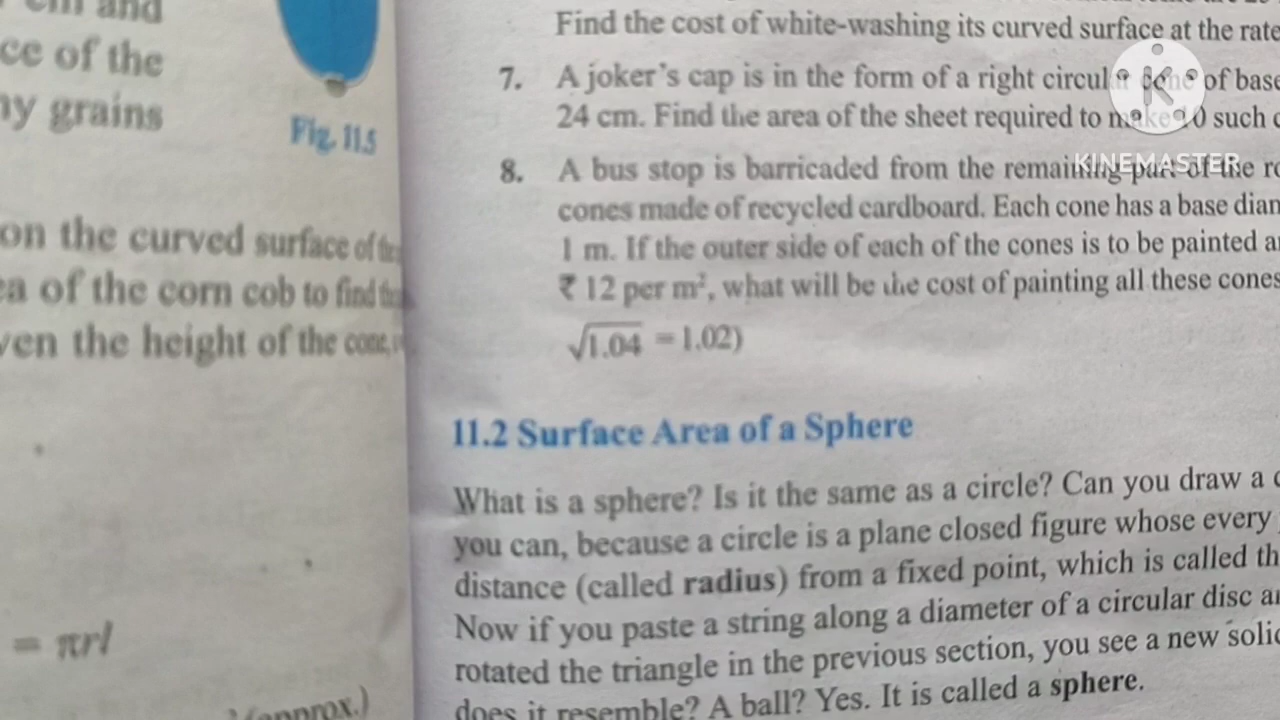 cm and
ce of the
ny grains
Fig. 11.5
on the curved surface of the
ea of the corn cob to find
ven the height of the cone,
= πrl
(approx.)
Find the cost of white-washing its curved surface at the rate
7. A joker's cap is in the form of a right circular cone of base
24 cm. Find the area of the sheet required to make 10 such
8. A bus stop is barricaded from the remaining part of the ro
cones made of recycled cardboard. Each cone has a base diam
1 m. If the outer side of each of the cones is to be painted a
₹ 12 per m², what will be the cost of painting all these cones
√1.04 = 1.02)
11.2 Surface Area of a Sphere
What is a sphere? Is it the same as a circle? Can you draw a c
you can, because a circle is a plane closed figure whose every
distance (called radius) from a fixed point, which is called th
Now if you paste a string along a diameter of a circular disc a
rotated the triangle in the previous section, you see a new solid
does it resemble? A ball? Yes. It is called a sphere.
K
KINEMASTER